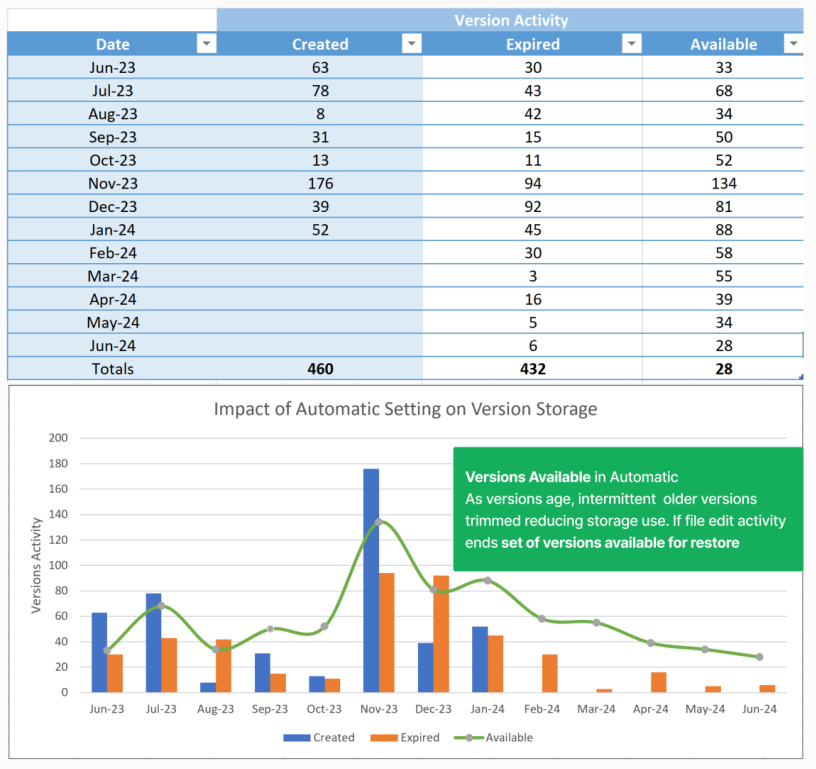 Version Activity
Date Created Expired Available
Jun-23 63 30 33
Jul-23 78 43 68
Aug-23 8 42 34
Sep-23 31 15 50
Oct-23 13 11 52
Nov-23 176 94 134
Dec-23 39 92 81
Jan-24 52 45 88
Feb-24 30 58
Mar-24 3 55
Apr-24 16 39
May-24 5 34
Jun-24 6 28
Totals 460 432 28
Impact of Automatic Setting on Version Storage
200
180
160
140
120
100
80
60
40
20
0
Versions Activity
Versions Available in Automatic
As versions age, intermittent older versions
trimmed reducing storage use. If file edit activity
ends set of versions available for restore
Jun-23 Jul-23 Aug-23 Sep-23 Oct-23 Nov-23 Dec-23 Jan-24 Feb-24 Mar-24 Apr-24 May-24 Jun-24
Created Expired Available